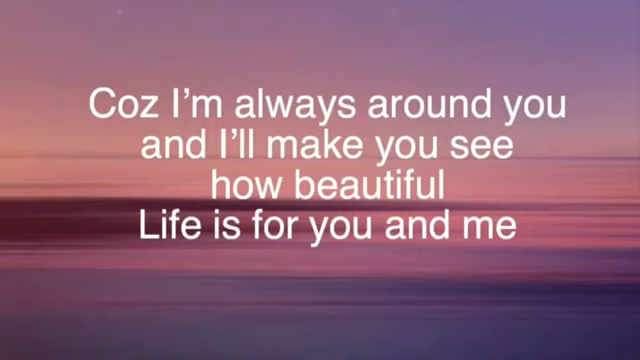 Coz I’m always around you
and I’ll make you see
how beautiful
Life is for you and me